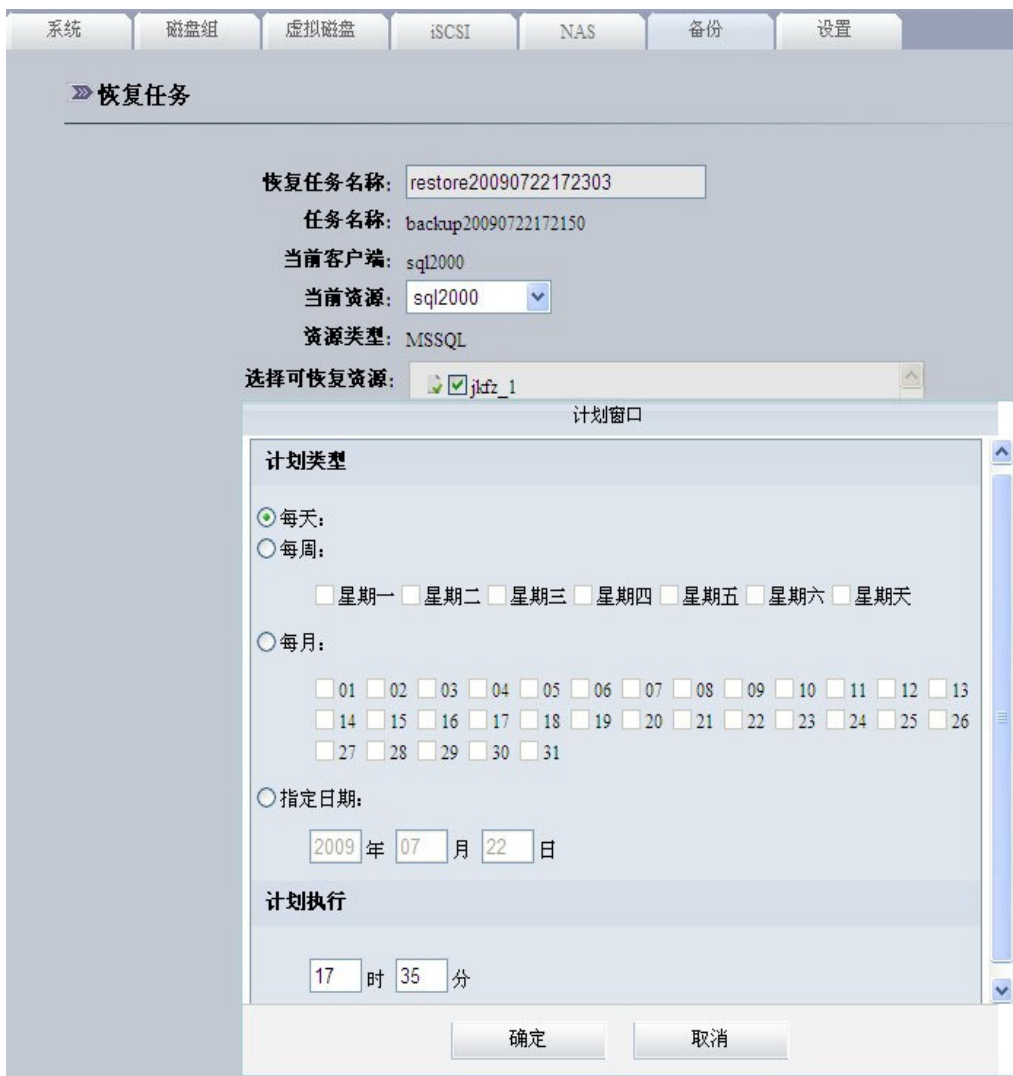 系统 磁盘组 虚拟磁盘 iSCSI NAS 备份 设置
恢复任务
恢复任务名称: restore20090722172303
任务名称: backup20090722172150
当前客户端: sql2000
当前资源: sql2000
资源类型: MSSQL
选择可恢复资源: jkfz_1
计划窗口
计划类型
每天:
每周:
星期一 星期二 星期三 星期四 星期五 星期六 星期天
每月:
01 02 03 04 05 06 07 08 09 10 11 12 13
14 15 16 17 18 19 20 21 22 23 24 25 26
27 28 29 30 31
指定日期:
2009 年 07 月 22 日
计划执行
17 时 35 分
确定 取消